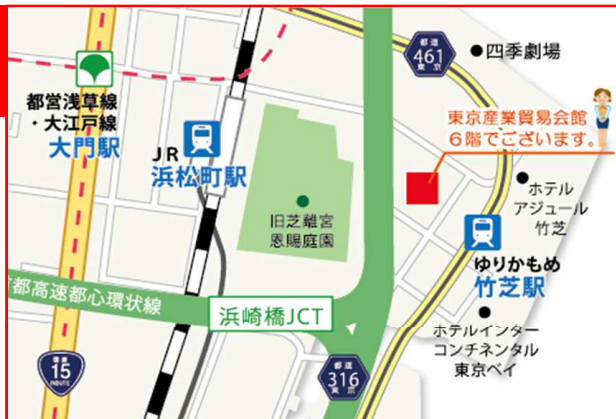 都道
461
東京
四季劇場
都営浅草線
・大江戸線
大門駅
JR
浜松町駅
東京産業貿易会館
6階でございます。
旧芝離宮
恩賜庭園
ホテル
アジュール
竹芝
ゆりかもめ
竹芝駅
都高速都心環状線
浜崎橋JCT
ホテルインター
コンチネンタル
東京ベイ
国道
15
ROUTE
都道
316
東京